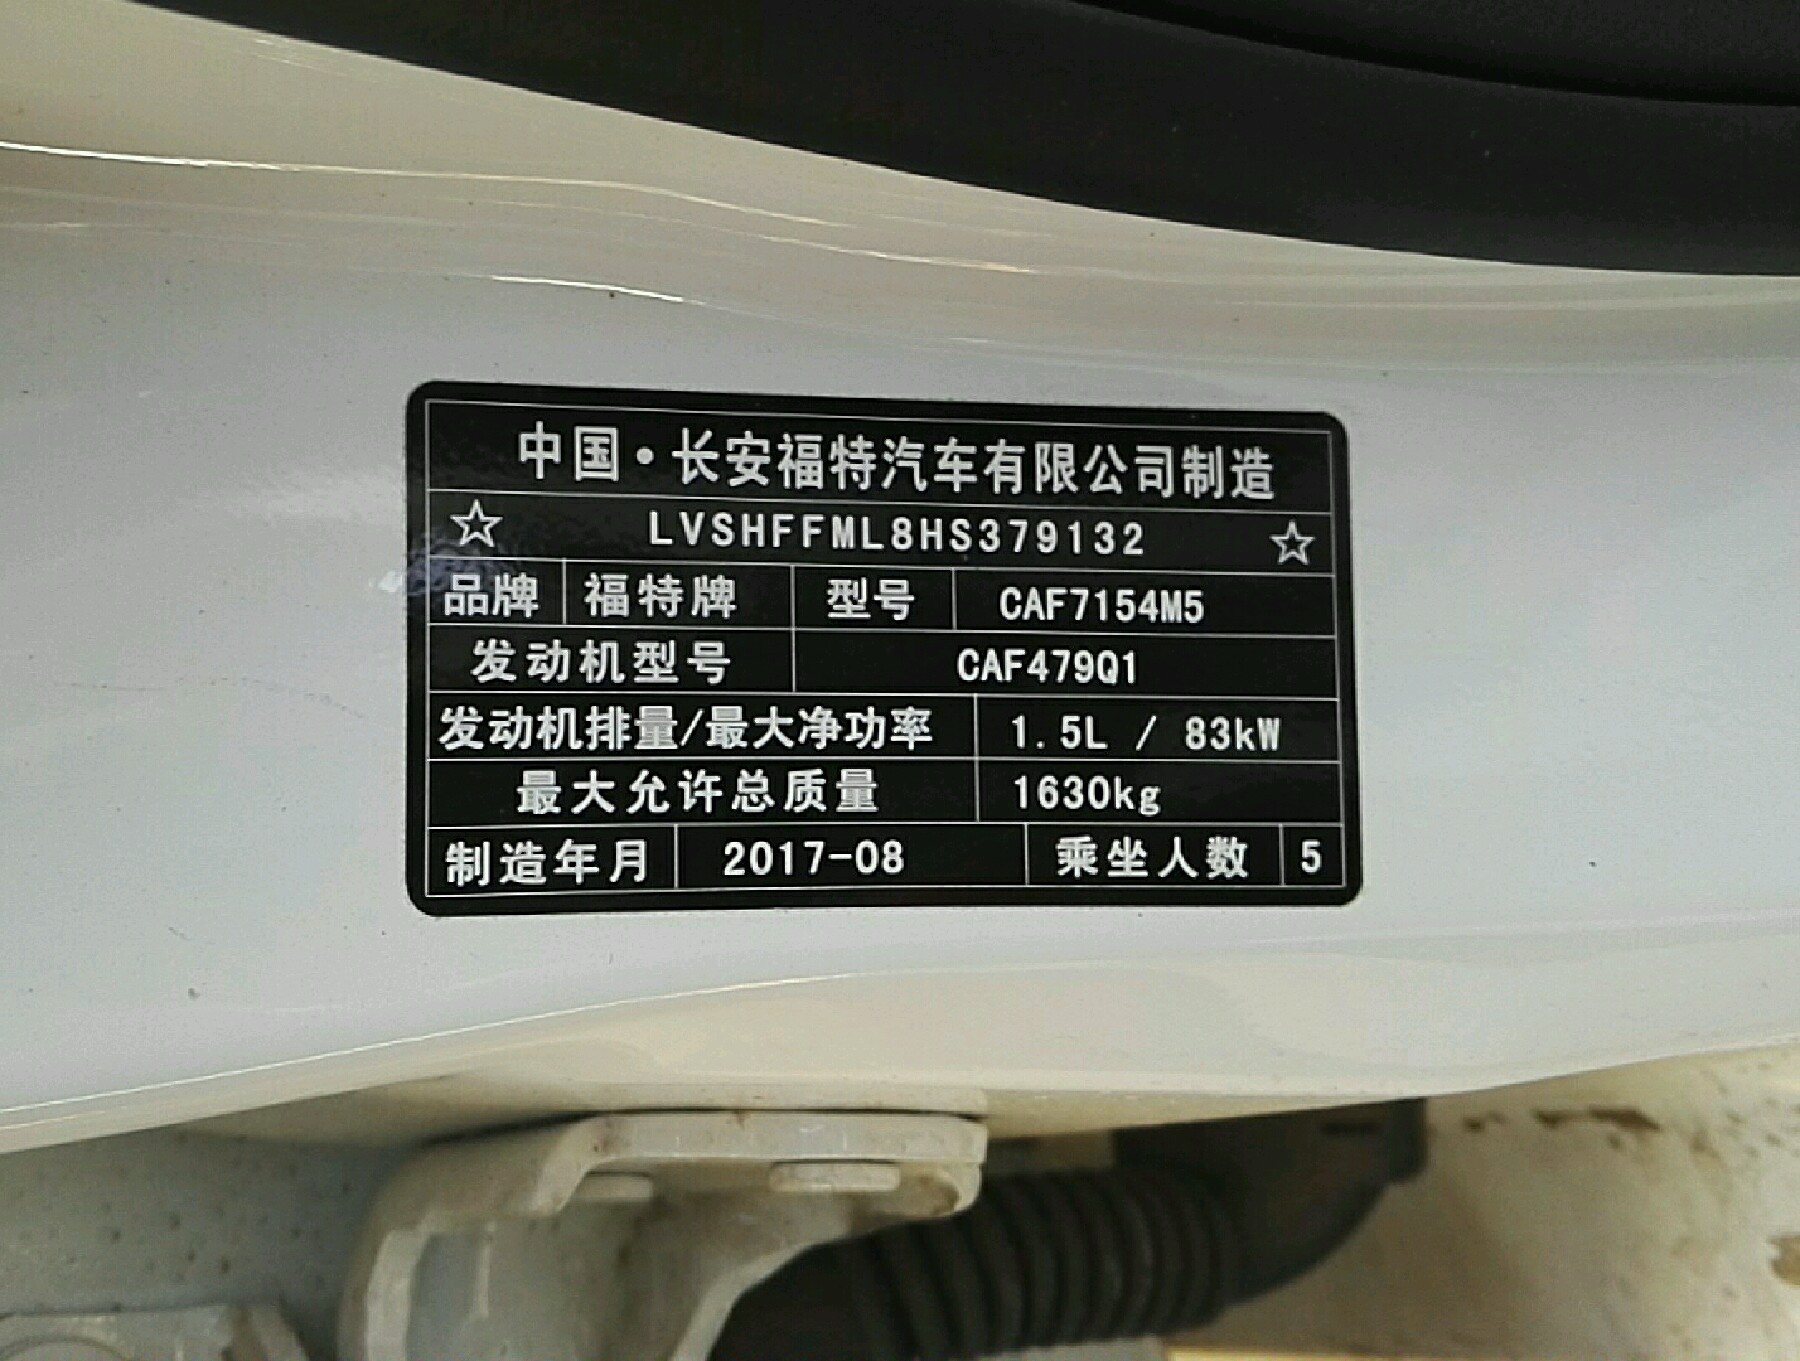 中国·长安福特汽车有限公司制造
☆ LVSHFFML8HS379132 ☆
品牌 福特牌 型号 CAF7154M5
发动机型号 CAF479Q1
发动机排量/最大净功率 1.5L / 83kW
最大允许总质量 1630kg
制造年月 2017-08 乘坐人数 5